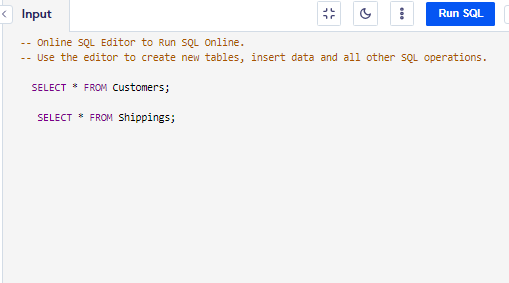 Input
Run SQL
-- Online SQL Editor to Run SQL Online.
-- Use the editor to create new tables, insert data and all other SQL operations.
SELECT * FROM Customers;
SELECT * FROM Shippings;